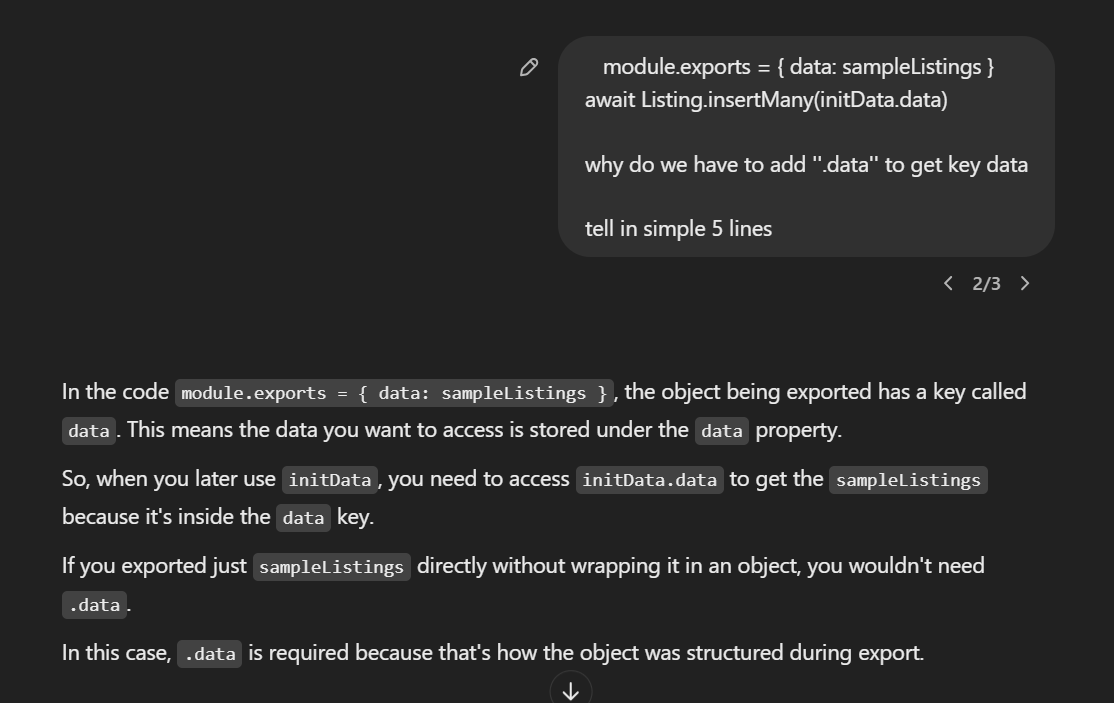 module.exports = { data: sampleListings }
await Listing.insertMany(initData.data)
why do we have to add ".data" to get key data
tell in simple 5 lines
2/3
In the code module.exports = { data: sampleListings }, the object being exported has a key called
data. This means the data you want to access is stored under the data property.
So, when you later use initData, you need to access initData.data to get the sampleListings
because it's inside the data key.
If you exported just sampleListings directly without wrapping it in an object, you wouldn't need
.data.
In this case, .data is required because that's how the object was structured during export.